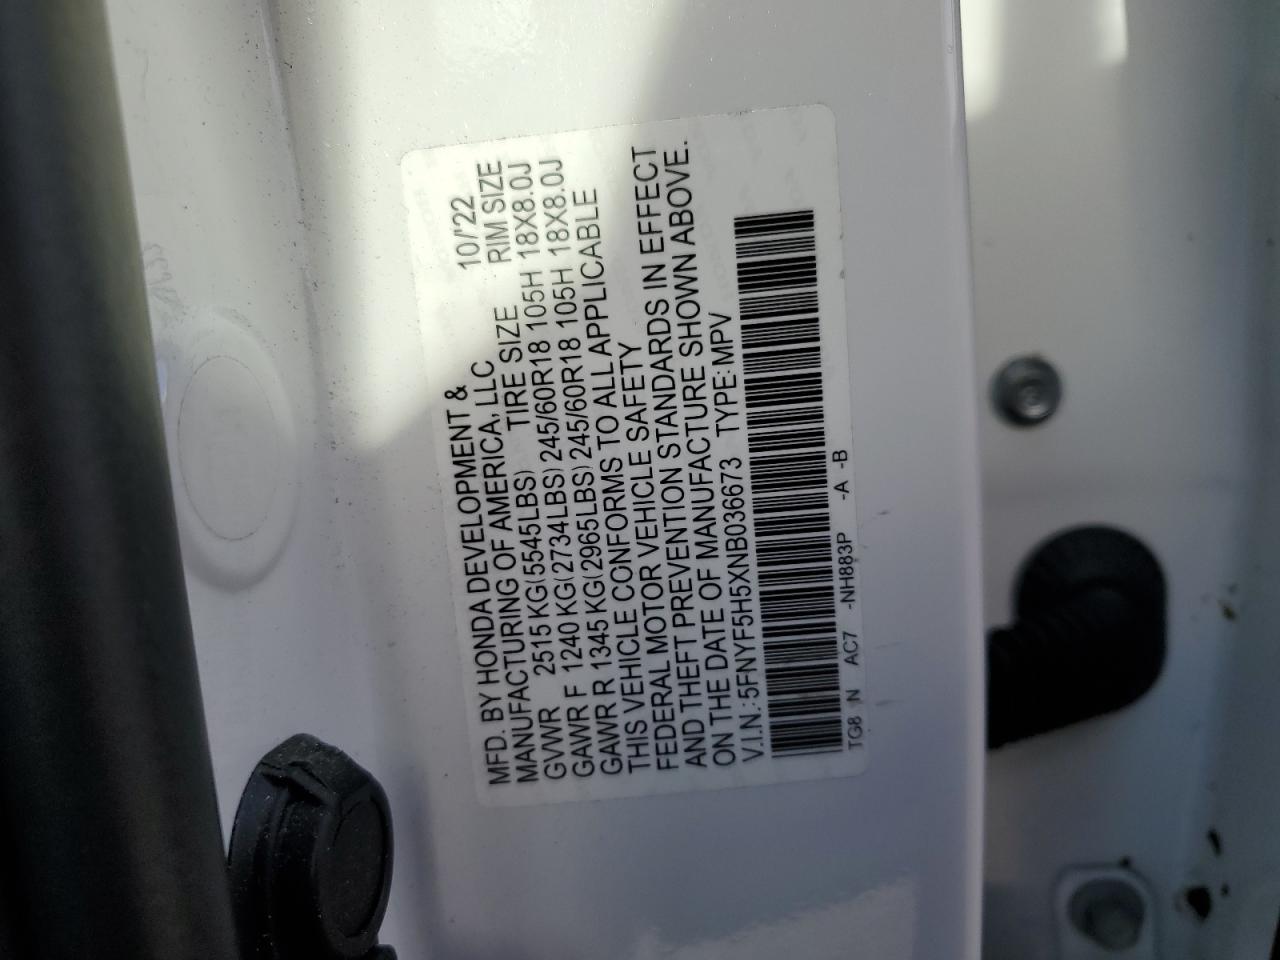 MFD. BY HONDA DEVELOPMENT & 10/'22
MANUFACTURING OF AMERICA, LLC RIM SIZE
GVWR 2515 KG(5545LBS) TIRE SIZE 18X8.0J
GAWR F 1240 KG(2734LBS) 245/60R18 105H 18X8.0J
GAWR R 1345 KG(2965LBS) 245/60R18 105H
THIS VEHICLE CONFORMS TO ALL APPLICABLE
FEDERAL MOTOR VEHICLE SAFETY
AND THEFT PREVENTION STANDARDS IN EFFECT
ON THE DATE OF MANUFACTURE SHOWN ABOVE.
V.I.N.: 5FNYF5H5XNB036673 TYPE: MPV
TG8 N AC7 -NH883P -A -B